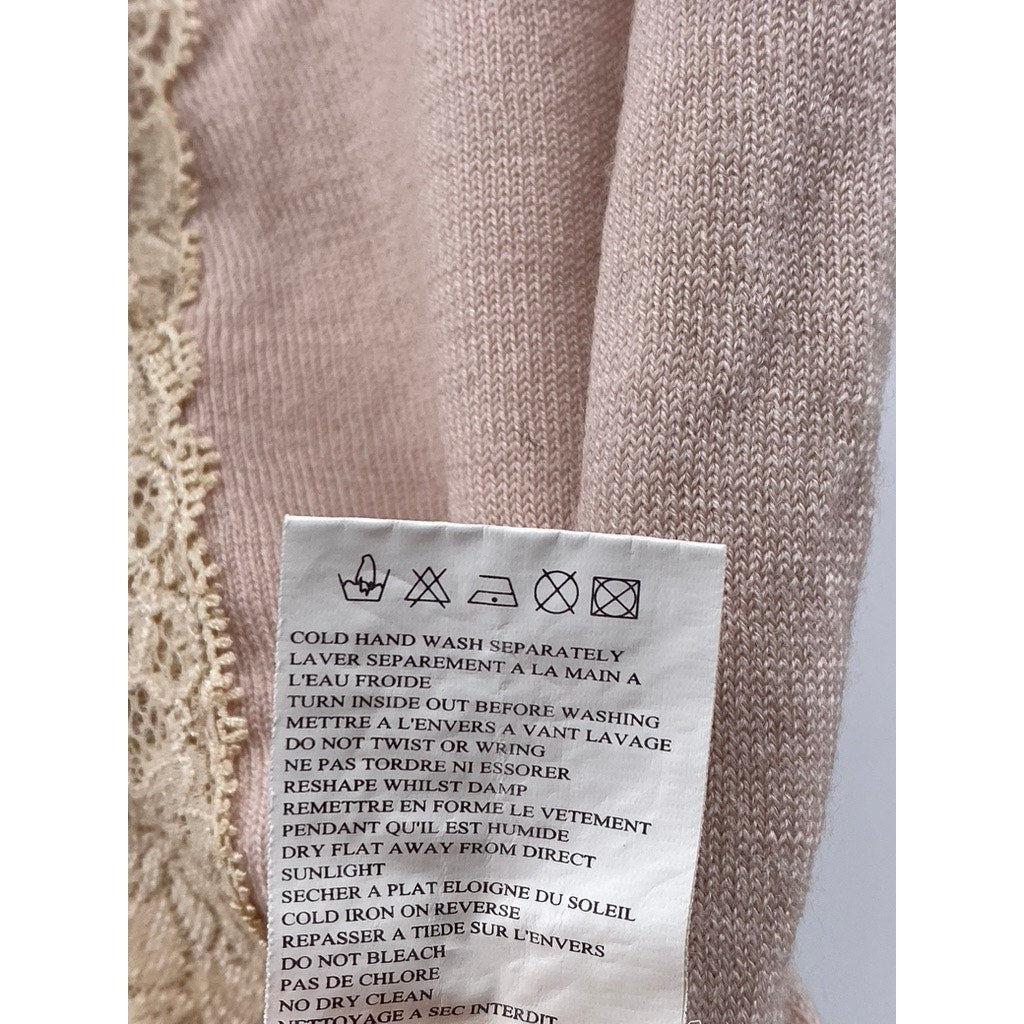 COLD HAND WASH SEPARATELY
LAVER SEPAREMENT A LA MAIN A
L'EAU FROIDE
TURN INSIDE OUT BEFORE WASHING
METTRE A L'ENVERS A VANT LAVAGE
DO NOT TWIST OR WRING
NE PAS TORDRE NI ESSORER
RESHAPE WHILST DAMP
REMETTRE EN FORME LE VETEMENT
PENDANT QU'IL EST HUMIDE
DRY FLAT AWAY FROM DIRECT
SUNLIGHT
SECHER A PLAT ELOIGNE DU SOLEIL
COLD IRON ON REVERSE
REPASSER A TIEDE SUR L'ENVERS
DO NOT BLEACH
PAS DE CHLORE
NO DRY CLEAN
NETTOYAGE A SEC INTERDIT